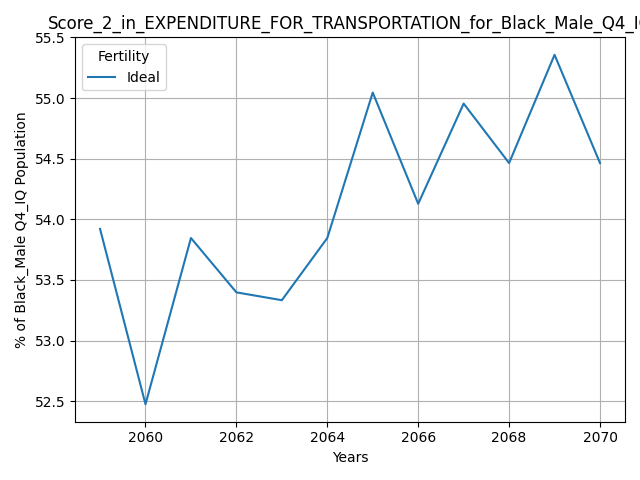 Score_2_in_EXPENDITURE_FOR_TRANSPORTATION_for_Black_Male_Q4_IQ
Fertility
Ideal
55.5
55.0
54.5
54.0
53.5
53.0
52.5
% of Black_Male Q4_IQ Population
2060 2062 2064 2066 2068 2070
Years